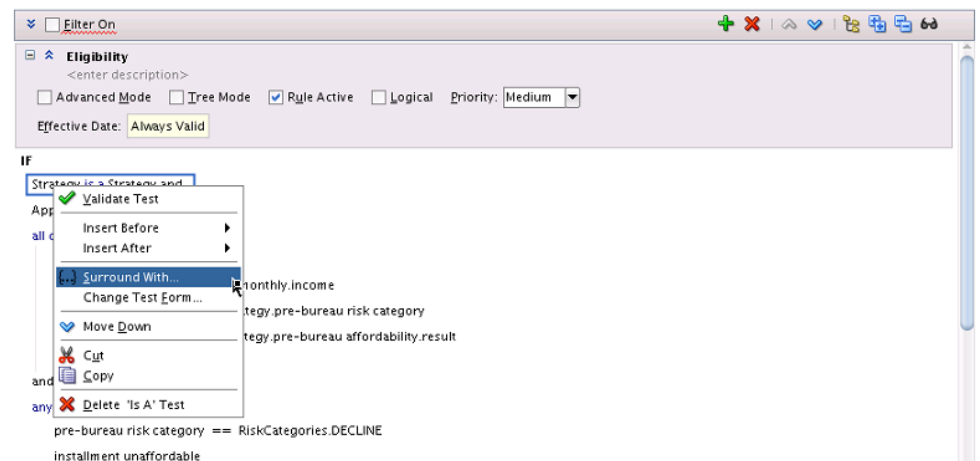 Filter On
Eligibility
<enter description>
Advanced Mode Tree Mode Rule Active Logical Priority: Medium
Effective Date: Always Valid
IF
Strategy is a Strategy and
App
Validate Test
all
Insert Before
Insert After
{...} Surround With...
monthly.income
Change Test Form...
tegy.pre-bureau risk category
Move Down
tegy.pre-bureau affordability.result
Cut
and
Copy
any
Delete 'Is A' Test
pre-bureau risk category == RiskCategories.DECLINE
installment unaffordable